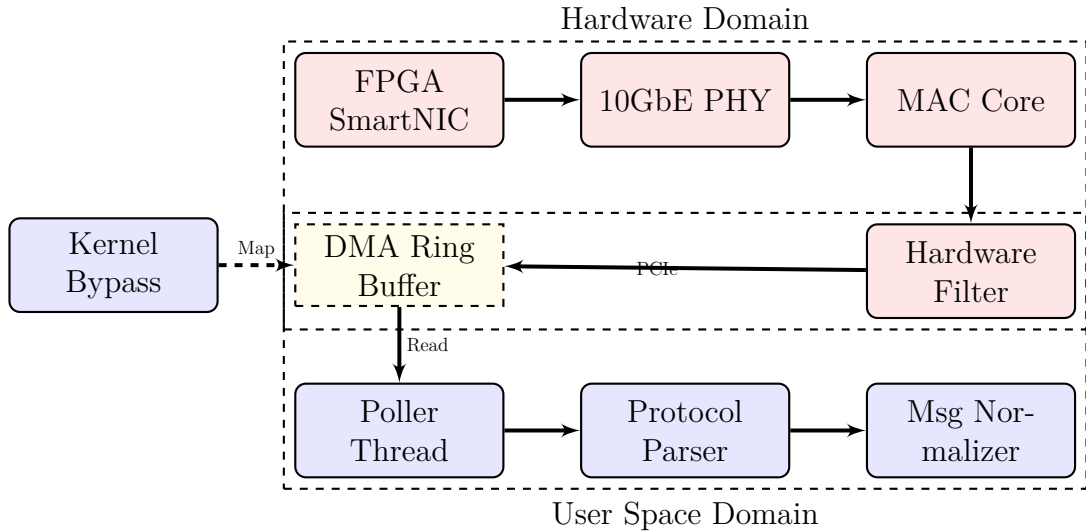 Hardware Domain
FPGA
SmartNIC
10GbE PHY
MAC Core
Kernel
Bypass
Map
DMA Ring
Buffer
PCIe
Hardware
Filter
Read
Poller
Thread
Protocol
Parser
Msg Nor-
malizer
User Space Domain